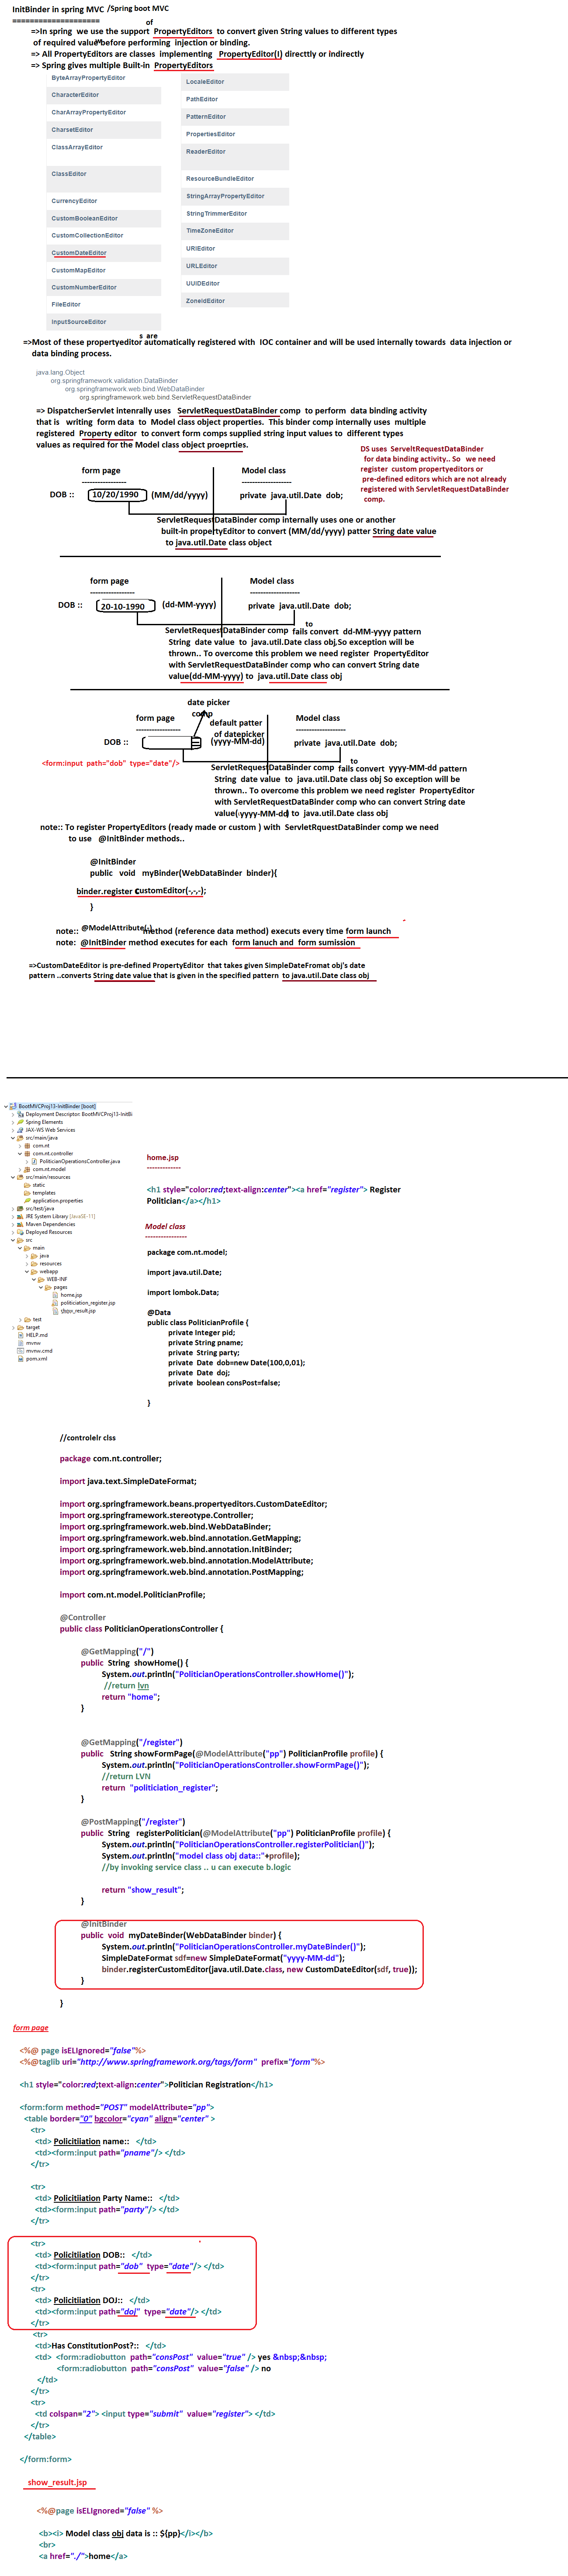 InitBinder in spring MVC /Spring boot MVC
====================
=>In spring we use the support of PropertyEditors to convert given String values to different types
of required value before performing injection or binding.
=> All PropertyEditors are classes implementing PropertyEditor(I) directtly or indirectly
=> Spring gives multiple Built-in PropertyEditors
ByteArrayPropertyEditor
CharacterEditor
CharArrayPropertyEditor
CharsetEditor
ClassArrayEditor
ClassEditor
CurrencyEditor
CustomBooleanEditor
CustomCollectionEditor
CustomDateEditor
CustomMapEditor
CustomNumberEditor
FileEditor
InputSourceEditor
LocaleEditor
PathEditor
PatternEditor
PropertiesEditor
ReaderEditor
ResourceBundleEditor
StringArrayPropertyEditor
StringTrimmerEditor
TimeZoneEditor
URIEditor
URLEditor
UUIDEditor
ZoneIdEditor
s are
=>Most of these propertyeditor automatically registered with IOC container and will be used internally towards data injection or
data binding process.
java.lang.Object
org.springframework.validation.DataBinder
org.springframework.web.bind.WebDataBinder
org.springframework.web.bind.ServletRequestDataBinder
=> DispatcherServlet intenrally uses ServletRequestDataBinder comp to perform data binding activity
that is writing form data to Model class object properties. This binder comp internally uses multiple
registered Property editor to convert form comps supplied string input values to different types
values as required for the Model class object proeprties.
DS uses ServletRequestDataBinder
for data binding activity.. So we need
register custom propertyeditors or
pre-defined editors which are not already
registered with ServletRequestDataBinder
comp.
form page
----------------
DOB :: 10/20/1990 (MM/dd/yyyy)
Model class
----------------
private java.util.Date dob;
ServletRequestDataBinder comp internally uses one or another
built-in propertyEditor to convert (MM/dd/yyyy) patter String date value
to java.util.Date class object
form page
----------------
DOB :: 20-10-1990 (dd-MM-yyyy)
Model class
------------------
private java.util.Date dob;
to
ServletRequestDataBinder comp fails convert dd-MM-yyyy pattern
String date value to java.util.Date class obj,So exception will be
thrown.. To overcome this problem we need register PropertyEditor
with ServletRequestDataBinder comp who can convert String date
value(dd-MM-yyyy) to java.util.Date class obj
date picker
comp
form page
----------------
default patter
of datepicker
DOB :: (yyyy-MM-dd)
Model class
------------------
private java.util.Date dob;
<form:input path="dob" type="date"/>
to
ServletRequestDataBinder comp fails convert yyyy-MM-dd pattern
String date value to java.util.Date class obj So exception will be
thrown.. To overcome this problem we need register PropertyEditor
with ServletRequestDataBinder comp who can convert String date
value(yyyy-MM-dd) to java.util.Date class obj
note:: To register PropertyEditors (ready made or custom ) with ServletRquestDataBinder comp we need
to use @InitBinder methods..
@InitBinder
public void myBinder(WebDataBinder binder){
binder.register CustomEditor(-,-,-);
}
note:: @ModelAttribute(-) method (reference data method) executes every time form launch
note: @InitBinder method executes for each form lanuch and form sumission
=>CustomDateEditor is pre-defined PropertyEditor that takes given SimpleDateFromat obj's date
pattern ..converts String date value that is given in the specified pattern to java.util.Date class obj
BootMVCProj13-InitBinder [boot]
Deployment Descriptor: BootMVCProj13-InitBi
Spring Elements
JAX-WS Web Services
src/main/java
com.nt
com.nt.controller
PoliticianOperationsController.java
com.nt.model
src/main/resources
static
templates
application.properties
src/test/java
JRE System Library [JavaSE-11]
Maven Dependencies
Deployed Resources
src
main
java
resources
webapp
WEB-INF
pages
home.jsp
politiciation_register.jsp
show_result.jsp
test
target
HELP.md
mvnw
mvnw.cmd
pom.xml
home.jsp
-------------
<h1 style="color:red;text-align:center"><a href="register"> Register
Politician</a></h1>
Model class
----------------
package com.nt.model;
import java.util.Date;
import lombok.Data;
@Data
public class PoliticianProfile {
private Integer pid;
private String pname;
private String party;
private Date dob=new Date(100,0,01);
private Date doj;
private boolean consPost=false;
}
//controlelr clss
package com.nt.controller;
import java.text.SimpleDateFormat;
import org.springframework.beans.propertyeditors.CustomDateEditor;
import org.springframework.stereotype.Controller;
import org.springframework.web.bind.WebDataBinder;
import org.springframework.web.bind.annotation.GetMapping;
import org.springframework.web.bind.annotation.InitBinder;
import org.springframework.web.bind.annotation.ModelAttribute;
import org.springframework.web.bind.annotation.PostMapping;
import com.nt.model.PoliticianProfile;
@Controller
public class PoliticianOperationsController {
@GetMapping("/")
public String showHome() {
System.out.println("PoliticianOperationsController.showHome()");
//return lvn
return "home";
}
@GetMapping("/register")
public String showFormPage(@ModelAttribute("pp") PoliticianProfile profile) {
System.out.println("PoliticianOperationsController.showFormPage()");
//return LVN
return "politiciation_register";
}
@PostMapping("/register")
public String registerPolitician(@ModelAttribute("pp") PoliticianProfile profile) {
System.out.println("PoliticianOperationsController.registerPolitician()");
System.out.println("model class obj data::"+profile);
//by invoking service class .. u can execute b.logic
return "show_result";
}
@InitBinder
public void myDateBinder(WebDataBinder binder) {
System.out.println("PoliticianOperationsController.myDateBinder()");
SimpleDateFormat sdf=new SimpleDateFormat("yyyy-MM-dd");
binder.registerCustomEditor(java.util.Date.class, new CustomDateEditor(sdf, true));
}
}
form page
<%@ page isELIgnored="false"%>
<%@taglib uri="http://www.springframework.org/tags/form" prefix="form"%>
<h1 style="color:red;text-align:center">Politician Registration</h1>
<form:form method="POST" modelAttribute="pp">
<table border="0" bgcolor="cyan" align="center" >
<tr>
<td> Policitiiation name:: </td>
<td><form:input path="pname"/> </td>
</tr>
<tr>
<td> Policitiiation Party Name:: </td>
<td><form:input path="party"/> </td>
</tr>
<tr>
<td> Policitiiation DOB:: </td>
<td><form:input path="dob" type="date"/> </td>
</tr>
<tr>
<td> Policitiiation DOJ:: </td>
<td><form:input path="doj" type="date"/> </td>
</tr>
<tr>
<td>Has ConstitutionPost?:: </td>
<td> <form:radiobutton path="consPost" value="true" /> yes &nbsp;&nbsp;
<form:radiobutton path="consPost" value="false" /> no
</td>
</tr>
<tr>
<td colspan="2"> <input type="submit" value="register"> </td>
</tr>
</table>
</form:form>
show_result.jsp
<%@page isELIgnored="false" %>
<b><i> Model class obj data is :: ${pp}</i></b>
<br>
<a href="./">home</a>